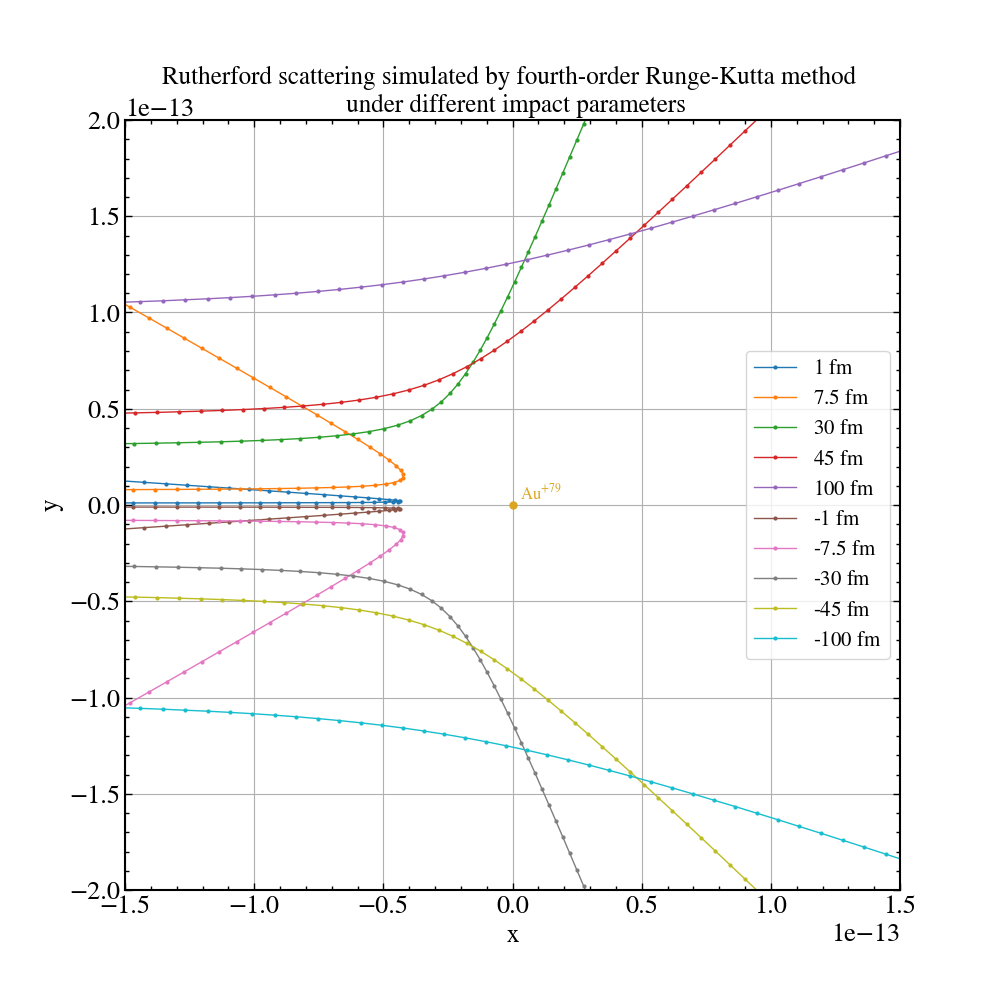 Rutherford scattering simulated by fourth-order Runge-Kutta method
under different impact parameters
1e−13
2.0
1.5
1.0
0.5
0.0
−0.5
−1.0
−1.5
−2.0
y
Au+79
1 fm
7.5 fm
30 fm
45 fm
100 fm
-1 fm
-7.5 fm
-30 fm
-45 fm
-100 fm
−1.5 −1.0 −0.5 0.0 0.5 1.0 1.5
x
1e−13